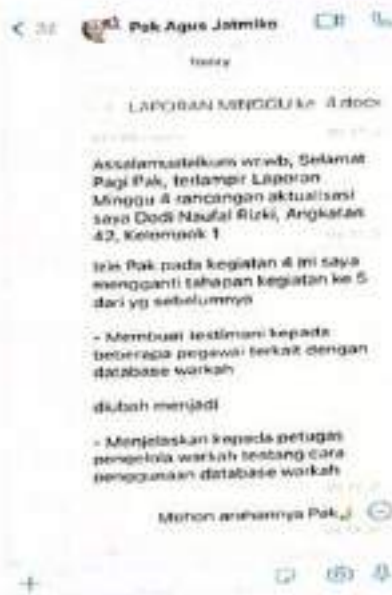 Pak Agus Jatmiko
Today
LAPORAN MINGGU ke 4.docx
Assalamualaikum wr.wb, Selamat
Pagi Pak, terlampir Laporan
Minggu 4 rancangan aktualisasi
saya Dodi Naufal Rizki, Angkatan
42, Kelompok 1
Izin Pak pada kegiatan 4 ini saya
mengganti tahapan kegiatan ke 5
dari yg sebelumnya
- Membuat testimoni kepada
beberapa pegawai terkait dengan
database warkah
diubah menjadi
- Menjelaskan kepada petugas
pengelola warkah tentang cara
penggunaan database warkah
Mohon arahannya Pak